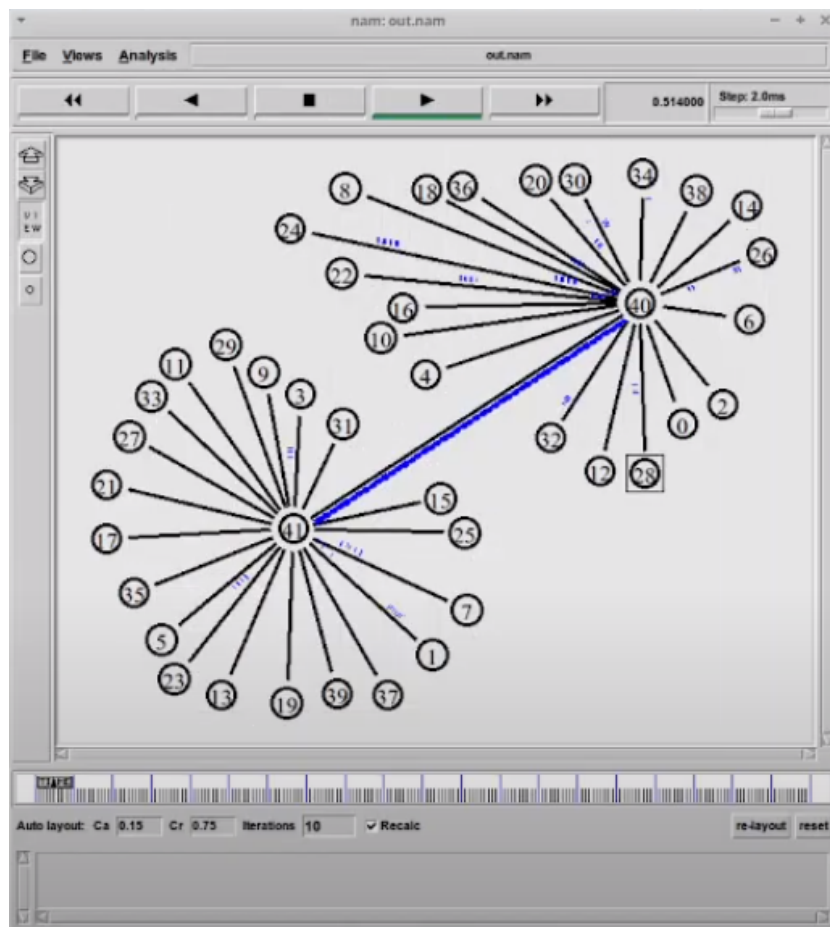 nam: out.nam
File Views Analysis out.nam
0.514000 Step: 2.0ms
VIEW
8 18 36 20 30 34 38 14
24 26
22
16 40 6
10
4
29
11 9 3 2
33 31 0
27 32
12 28
21
15
17 41 25
35
7
5 1
23
13 19 39 37
Auto layout: Ca 0.15 Cr 0.75 Iterations 10 Recalc re-layout reset